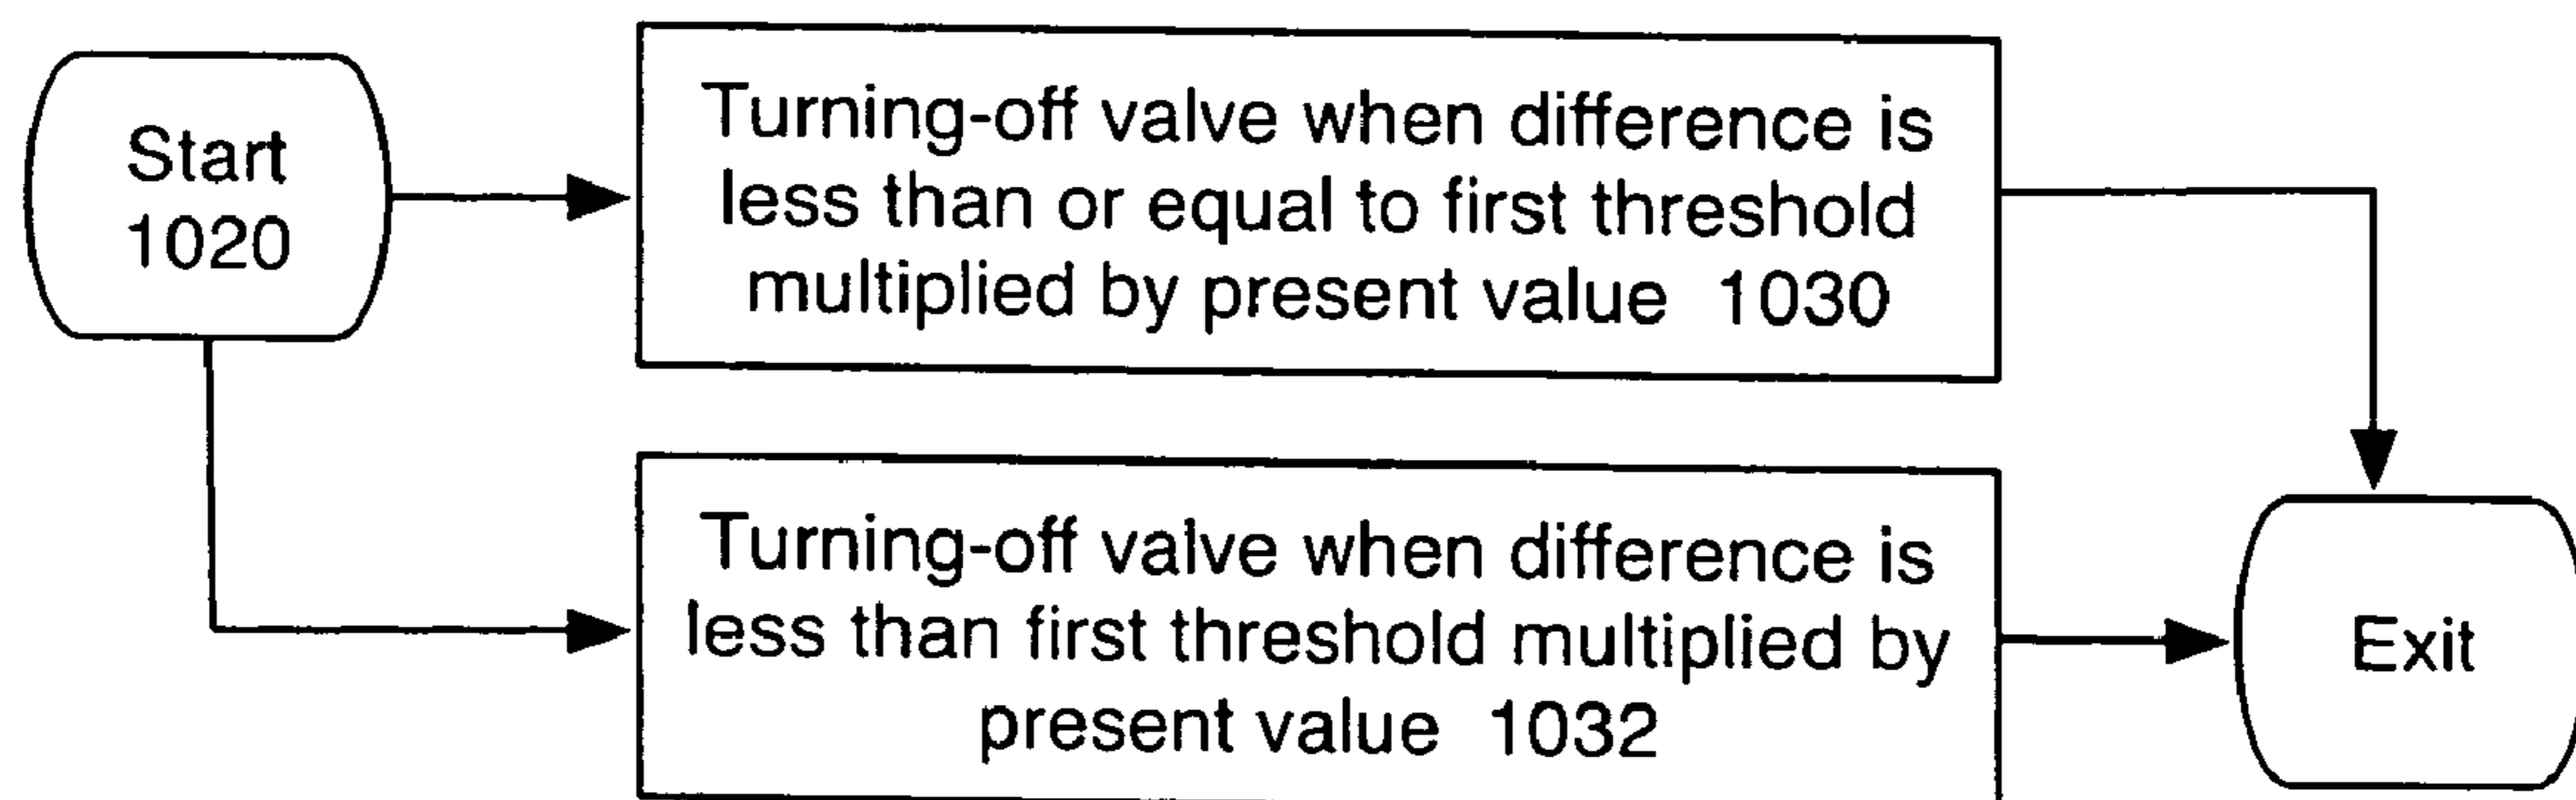 Start
1020
Turning-off valve when difference is
less than or equal to first threshold
multiplied by present value 1030
Turning-off valve when difference is
less than first threshold multiplied by
present value 1032
Exit